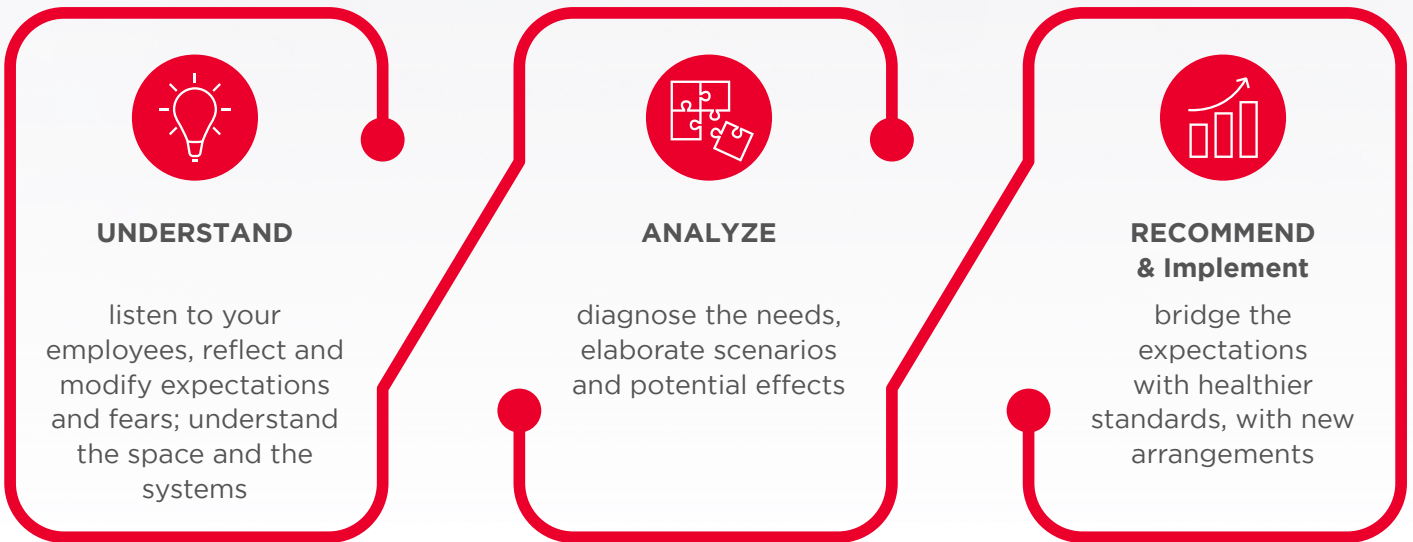 UNDERSTAND
listen to your
employees, reflect and
modify expectations
and fears; understand
the space and the
systems
ANALYZE
diagnose the needs,
elaborate scenarios
and potential effects
RECOMMEND
& Implement
bridge the
expectations
with healthier
standards, with new
arrangements